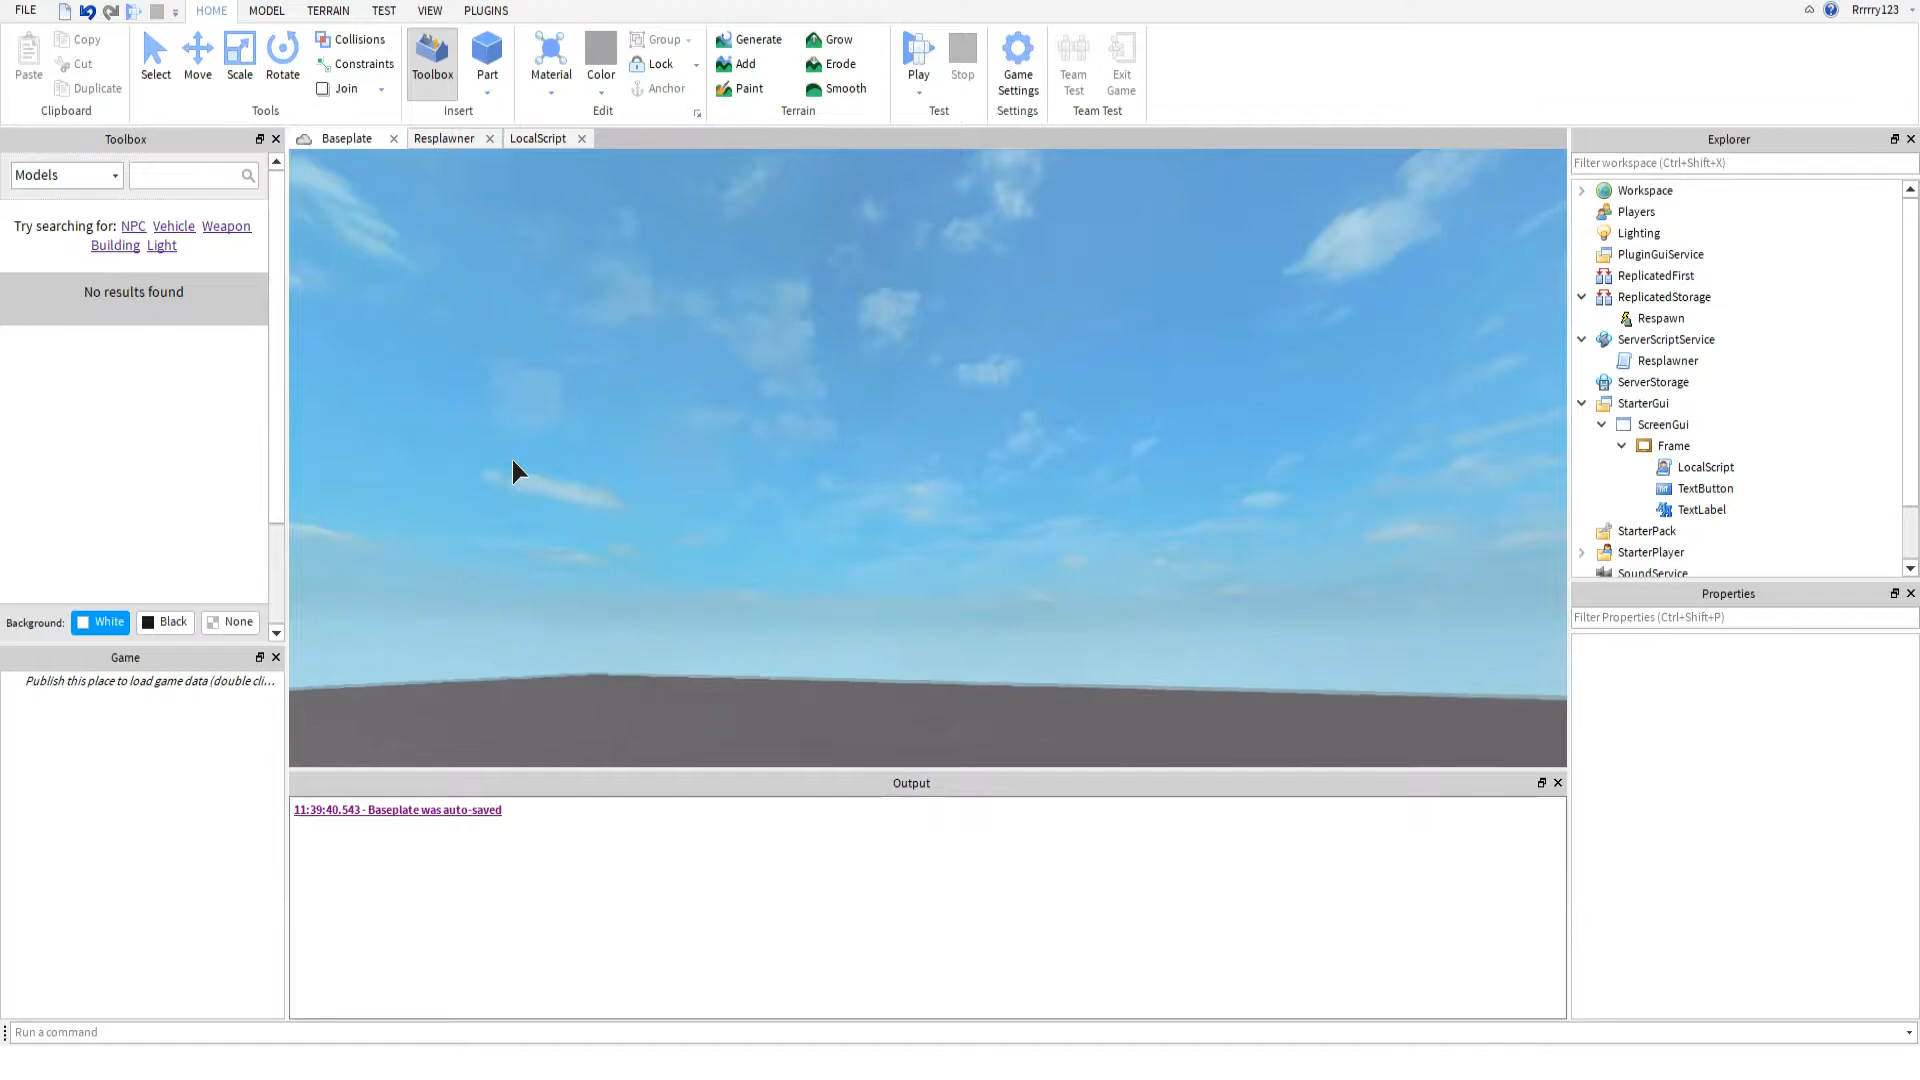 FILE
HOME
MODEL
TERRAIN
TEST
VIEW
PLUGINS
Rrrrry123
Paste
Copy
Cut
Duplicate
Clipboard
Select
Move
Scale
Rotate
Collisions
Constraints
Join
Tools
Toolbox
Part
Insert
Material
Color
Group
Lock
Anchor
Edit
Generate
Add
Paint
Grow
Erode
Smooth
Terrain
Play
Stop
Test
Game Settings
Settings
Team Test
Exit Game
Team Test
Toolbox
Models
Try searching for: NPC Vehicle Weapon
Building Light
No results found
Background: White Black None
Game
Publish this place to load game data (double cli...
Baseplate
Resplawner
LocalScript
Output
11:39:40.543 - Baseplate was auto-saved
Explorer
Filter workspace (Ctrl+Shift+X)
Workspace
Players
Lighting
PluginGuiService
ReplicatedFirst
ReplicatedStorage
Respawn
ServerScriptService
Resplawner
ServerStorage
StarterGui
ScreenGui
Frame
LocalScript
TextButton
TextLabel
StarterPack
StarterPlayer
SoundService
Properties
Filter Properties (Ctrl+Shift+P)
Run a command